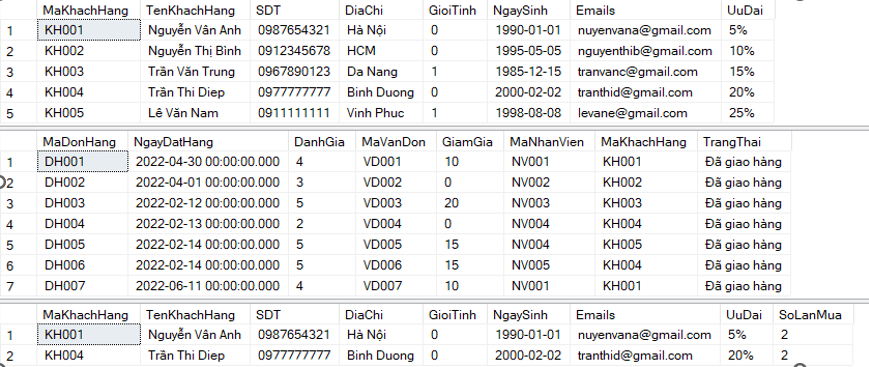 MaKhachHang TenKhachHang SDT DiaChi GioiTinh NgaySinh Emails UuDai
1 KH001 Nguyễn Vân Anh 0987654321 Hà Nội 0 1990-01-01 nuyenvana@gmail.com 5%
2 KH002 Nguyễn Thị Bình 0912345678 HCM 0 1995-05-05 nguyenthib@gmail.com 10%
3 KH003 Trần Văn Trung 0967890123 Da Nang 1 1985-12-15 tranvanc@gmail.com 15%
4 KH004 Trần Thi Diep 0977777777 Binh Duong 0 2000-02-02 tranthid@gmail.com 20%
5 KH005 Lê Văn Nam 0911111111 Vinh Phuc 1 1998-08-08 levane@gmail.com 25%
MaDonHang NgayDatHang DanhGia MaVanDon GiamGia MaNhanVien MaKhachHang TrangThai
1 DH001 2022-04-30 00:00:00.000 4 VD001 10 NV001 KH001 Đã giao hàng
2 DH002 2022-04-01 00:00:00.000 3 VD002 0 NV002 KH002 Đã giao hàng
3 DH003 2022-02-12 00:00:00.000 5 VD003 20 NV003 KH003 Đã giao hàng
4 DH004 2022-02-13 00:00:00.000 2 VD004 0 NV004 KH004 Đã giao hàng
5 DH005 2022-02-14 00:00:00.000 5 VD005 15 NV004 KH005 Đã giao hàng
6 DH006 2022-02-14 00:00:00.000 5 VD006 15 NV005 KH004 Đã giao hàng
7 DH007 2022-06-11 00:00:00.000 4 VD007 10 NV001 KH001 Đã giao hàng
MaKhachHang TenKhachHang SDT DiaChi GioiTinh NgaySinh Emails UuDai SoLanMua
1 KH001 Nguyễn Vân Anh 0987654321 Hà Nội 0 1990-01-01 nuyenvana@gmail.com 5% 2
2 KH004 Trần Thi Diep 0977777777 Binh Duong 0 2000-02-02 tranthid@gmail.com 20% 2